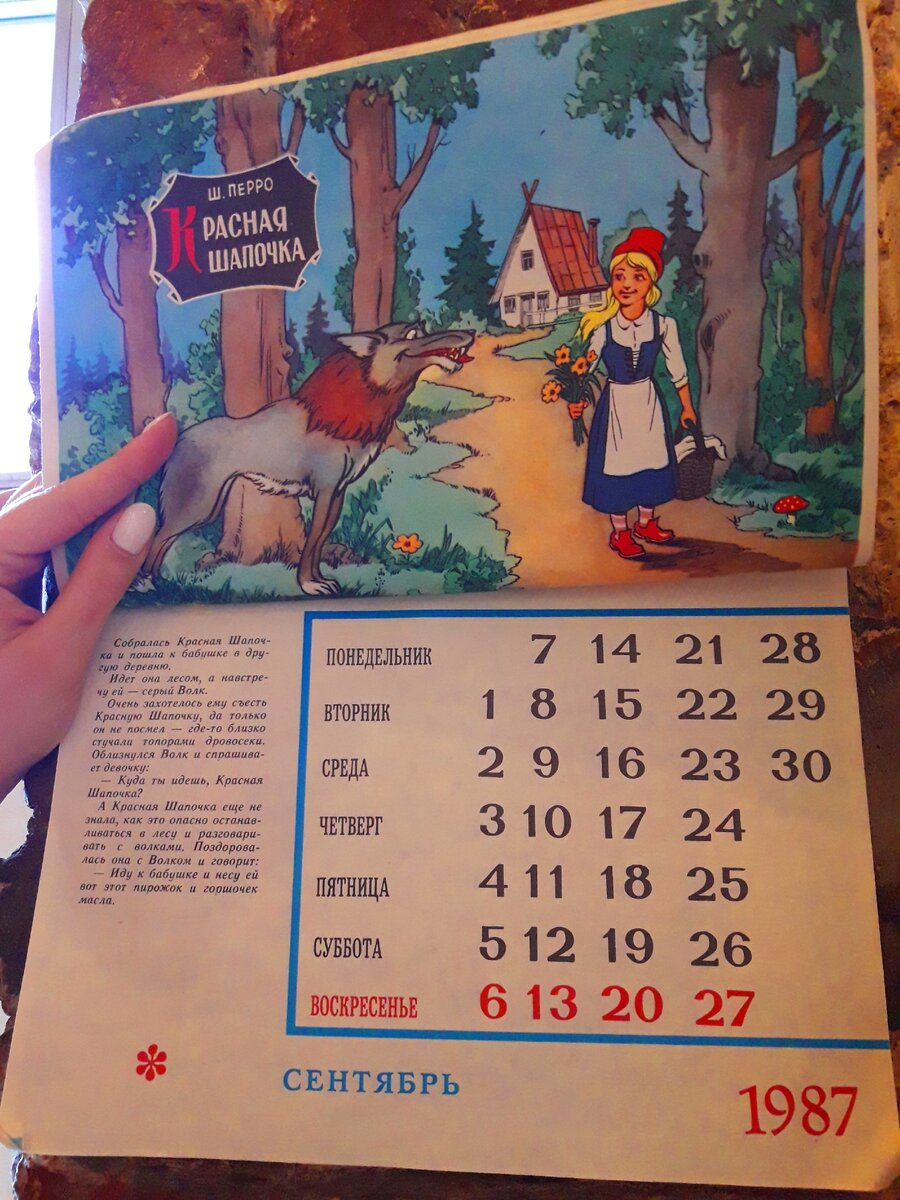 Ш. ПЕРРО
КРАСНАЯ
ШАПОЧКА
Собралась Красная Шапоч-
ка и пошла к бабушке в дру-
гую деревню.
Идет она лесом, а навстре-
чу ей — серый Волк.
Очень захотелось ему съесть
Красную Шапочку, да только
он не посмел — где-то близко
стучали топорами дровосеки.
Облизнулся Волк и спрашива-
ет девочку:
— Куда ты идешь, Красная
Шапочка?
А Красная Шапочка еще не
знала, как это опасно останав-
ливаться в лесу и разговари-
вать с волками. Поздорова-
лась она с Волком и говорит:
— Иду к бабушке и несу ей
вот этот пирожок и горшочек
масла.
ПОНЕДЕЛЬНИК 7 14 21 28
ВТОРНИК 1 8 15 22 29
СРЕДА 2 9 16 23 30
ЧЕТВЕРГ 3 10 17 24
ПЯТНИЦА 4 11 18 25
СУББОТА 5 12 19 26
ВОСКРЕСЕНЬЕ 6 13 20 27
СЕНТЯБРЬ
1987